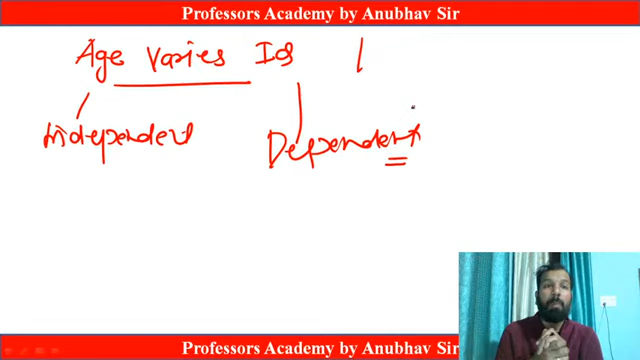 Professors Academy by Anubhav Sir
Age varies IQ
Independent
Dependent
Professors Academy by Anubhav Sir